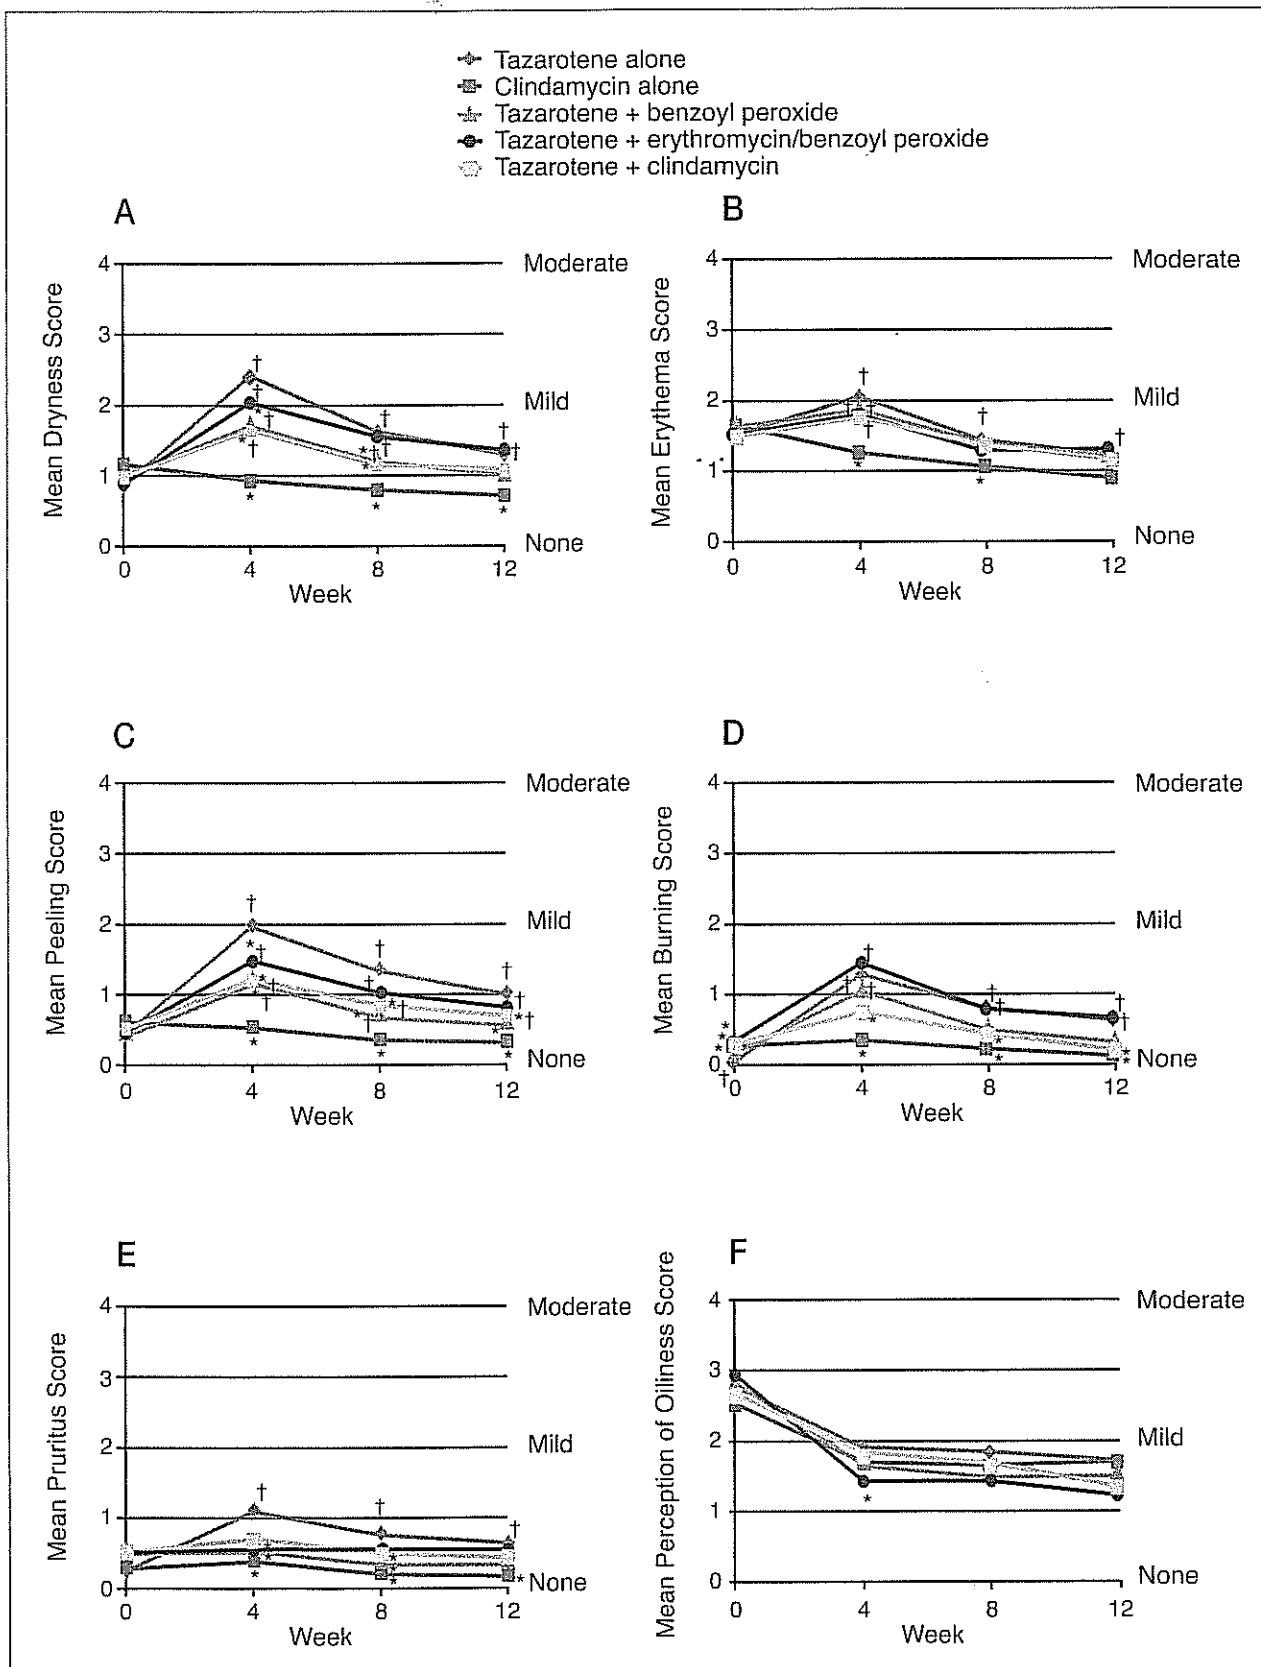 Tazarotene alone
Clindamycin alone
Tazarotene + benzoyl peroxide
Tazarotene + erythromycin/benzoyl peroxide
Tazarotene + clindamycin
A
Mean Dryness Score
4
3
2
1
0
Moderate
Mild
None
0 4 8 12
Week
B
Mean Erythema Score
4
3
2
1
0
Moderate
Mild
None
0 4 8 12
Week
C
Mean Peeling Score
4
3
2
1
0
Moderate
Mild
None
0 4 8 12
Week
D
Mean Burning Score
4
3
2
1
0
Moderate
Mild
None
0 4 8 12
Week
E
Mean Pruritus Score
4
3
2
1
0
Moderate
Mild
None
0 4 8 12
Week
F
Mean Perception of Oiliness Score
4
3
2
1
0
Moderate
Mild
None
0 4 8 12
Week